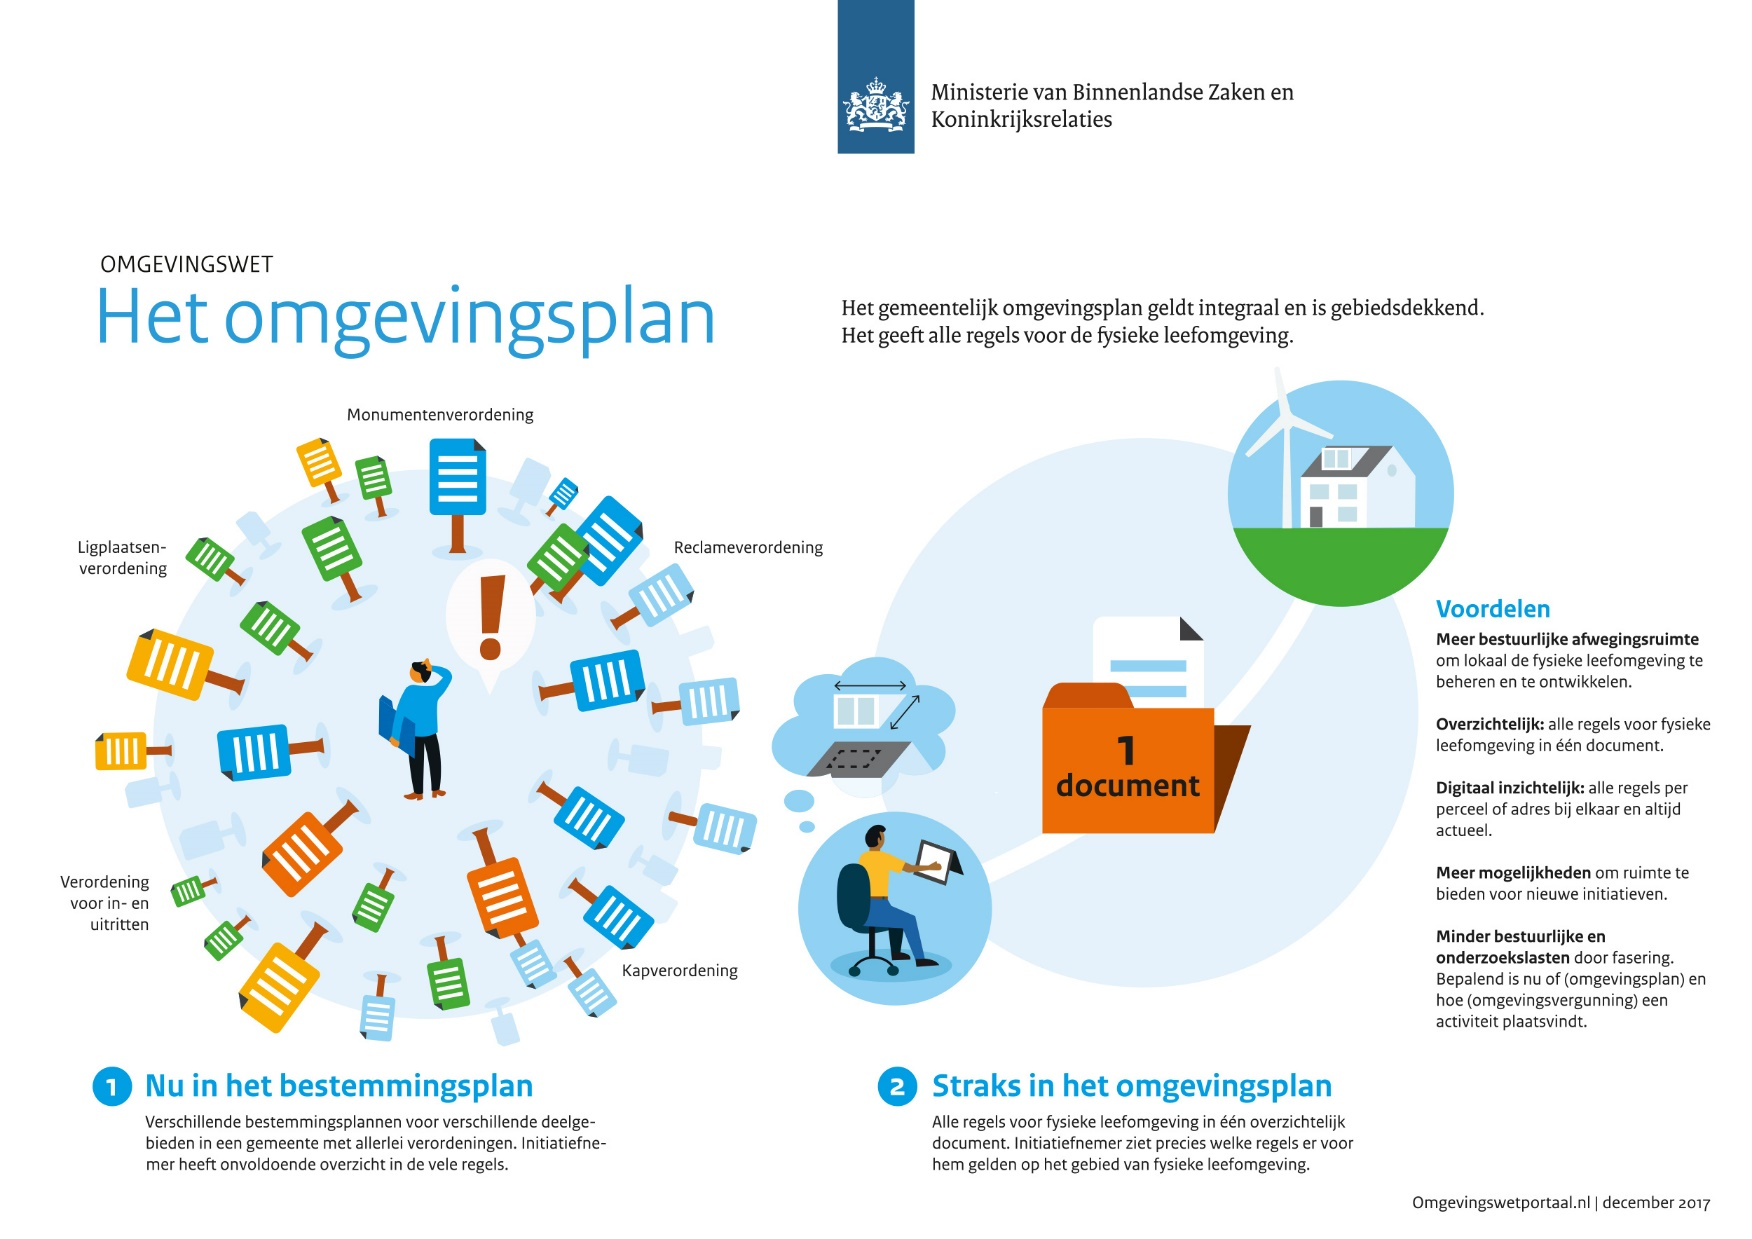 Ministerie van Binnenlandse Zaken en
Koninkrijksrelaties
OMGEVINGSWET
Het omgevingsplan
Het gemeentelijk omgevingsplan geldt integraal en is gebiedsdekkend.
Het geeft alle regels voor de fysieke leefomgeving.
Monumentenverordening
Ligplaatsen-
verordening
Reclameverordening
!
Verordening
voor in- en
uitritten
Kapverordening
1
document
Voordelen
Meer bestuurlijke afwegingsruimte
om lokaal de fysieke leefomgeving te
beheren en te ontwikkelen.
Overzichtelijk: alle regels voor fysieke
leefomgeving in één document.
Digitaal inzichtelijk: alle regels per
perceel of adres bij elkaar en altijd
actueel.
Meer mogelijkheden om ruimte te
bieden voor nieuwe initiatieven.
Minder bestuurlijke en
onderzoekslasten door fasering.
Bepalend is nu of (omgevingsplan) en
hoe (omgevingsvergunning) een
activiteit plaatsvindt.
1 Nu in het bestemmingsplan
Verschillende bestemmingsplannen voor verschillende deelge-
bieden in een gemeente met allerlei verordeningen. Initiatiefne-
mer heeft onvoldoende overzicht in de vele regels.
2 Straks in het omgevingsplan
Alle regels voor fysieke leefomgeving in één overzichtelijk
document. Initiatiefnemer ziet precies welke regels er voor
hem gelden op het gebied van fysieke leefomgeving.
Omgevingswetportaal.nl | december 2017